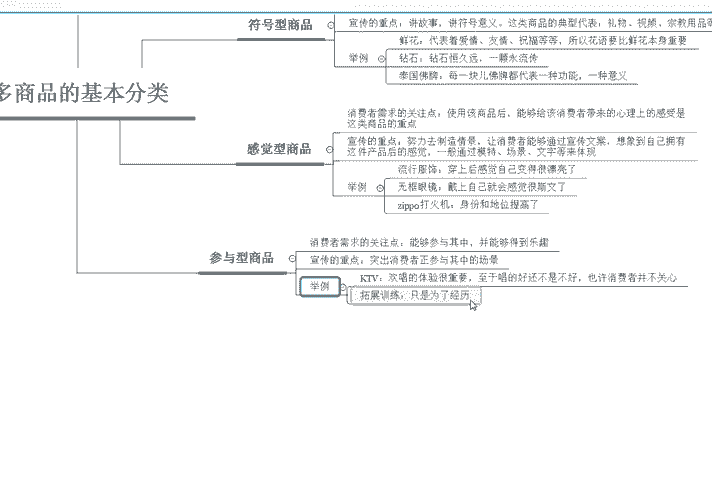 符号型商品
宣传的重点：讲故事，讲符号意义。这类商品的典型代表：礼物、视频、宗教用品
举例
鲜花：代表着爱情、友情、祝福等等，所以花语要比鲜花本身重要
钻石：钻石恒久远，一颗永流传
泰国佛牌：每一块儿佛牌都代表一种功能，一种意义
多商品的基本分类
感觉型商品
消费者需求的关注点：使用该商品后，能够给该消费者带来的心理上的感受是
这类商品的重点
宣传的重点：努力去制造情景，让消费者能够通过宣传文案，想象到自己拥有
这件产品后的感觉，一般通过模特、场景、文字等来体现
举例
流行服饰：穿上后感觉自己变得很漂亮了
无框眼镜：戴上自己就会感觉很斯文了
zippo打火机：身份和地位提高了
参与型商品
消费者需求的关注点：能够参与其中，并能够得到乐趣
宣传的重点：突出消费者正参与其中的场景
举例
KTV：欢唱的体验很重要，至于唱的好还不是不好，也许消费者并不关心
拓展训练：只是为了经历